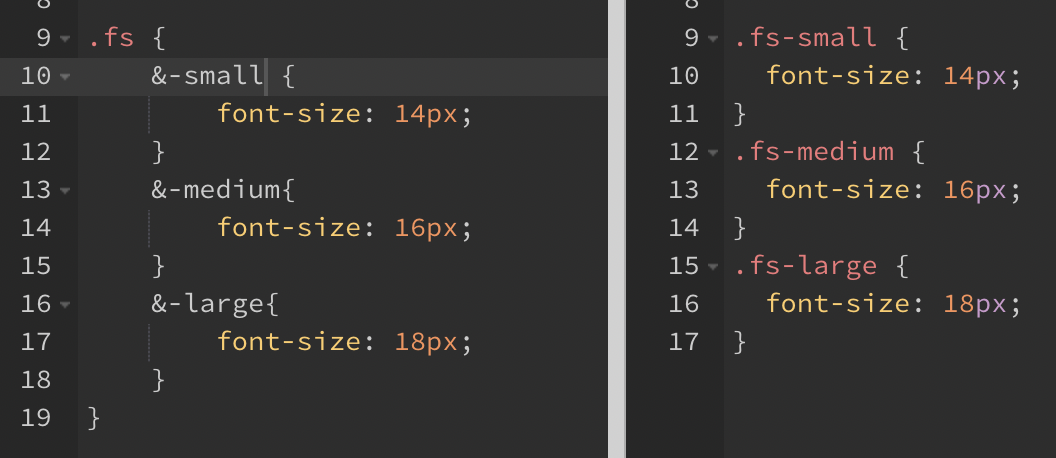 8
9 .fs {
10 &-small {
11 font-size: 14px;
12 }
13 &-medium{
14 font-size: 16px;
15 }
16 &-large{
17 font-size: 18px;
18 }
19 }
8
9 .fs-small {
10 font-size: 14px;
11 }
12 .fs-medium {
13 font-size: 16px;
14 }
15 .fs-large {
16 font-size: 18px;
17 }